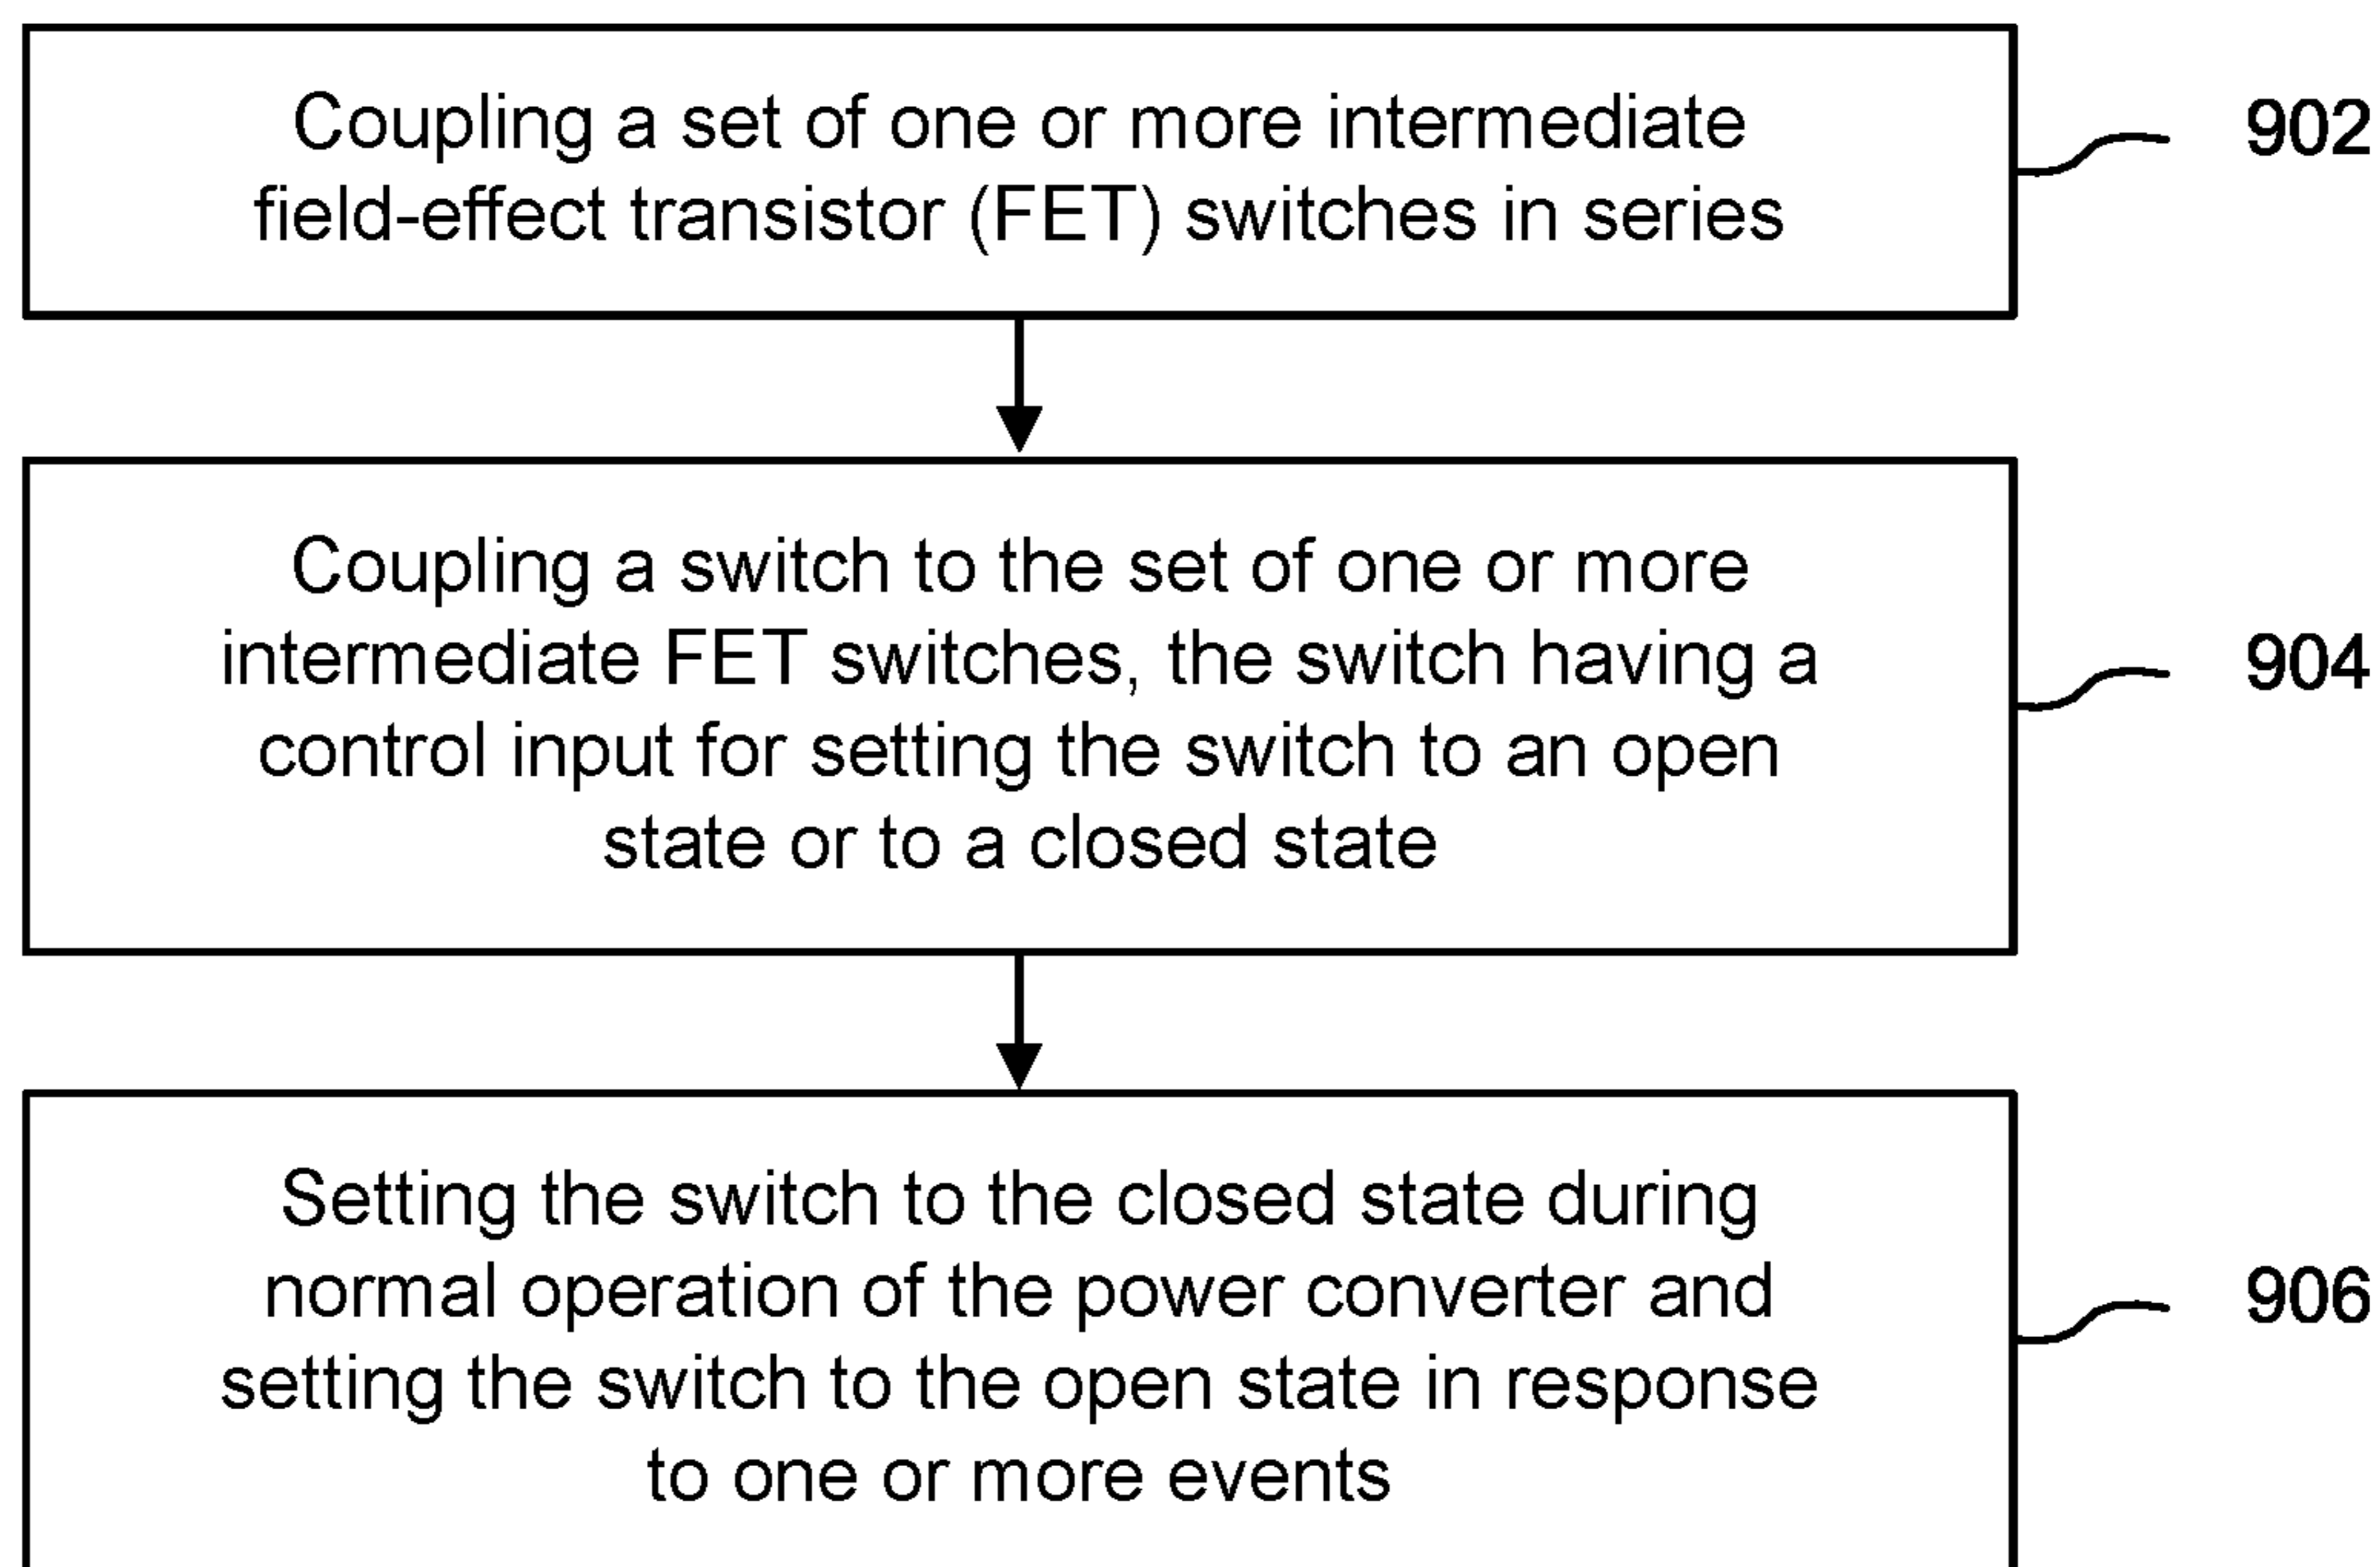 Coupling a set of one or more intermediate
field-effect transistor (FET) switches in series
902
Coupling a switch to the set of one or more
intermediate FET switches, the switch having a
control input for setting the switch to an open
state or to a closed state
904
Setting the switch to the closed state during
normal operation of the power converter and
setting the switch to the open state in response
to one or more events
906